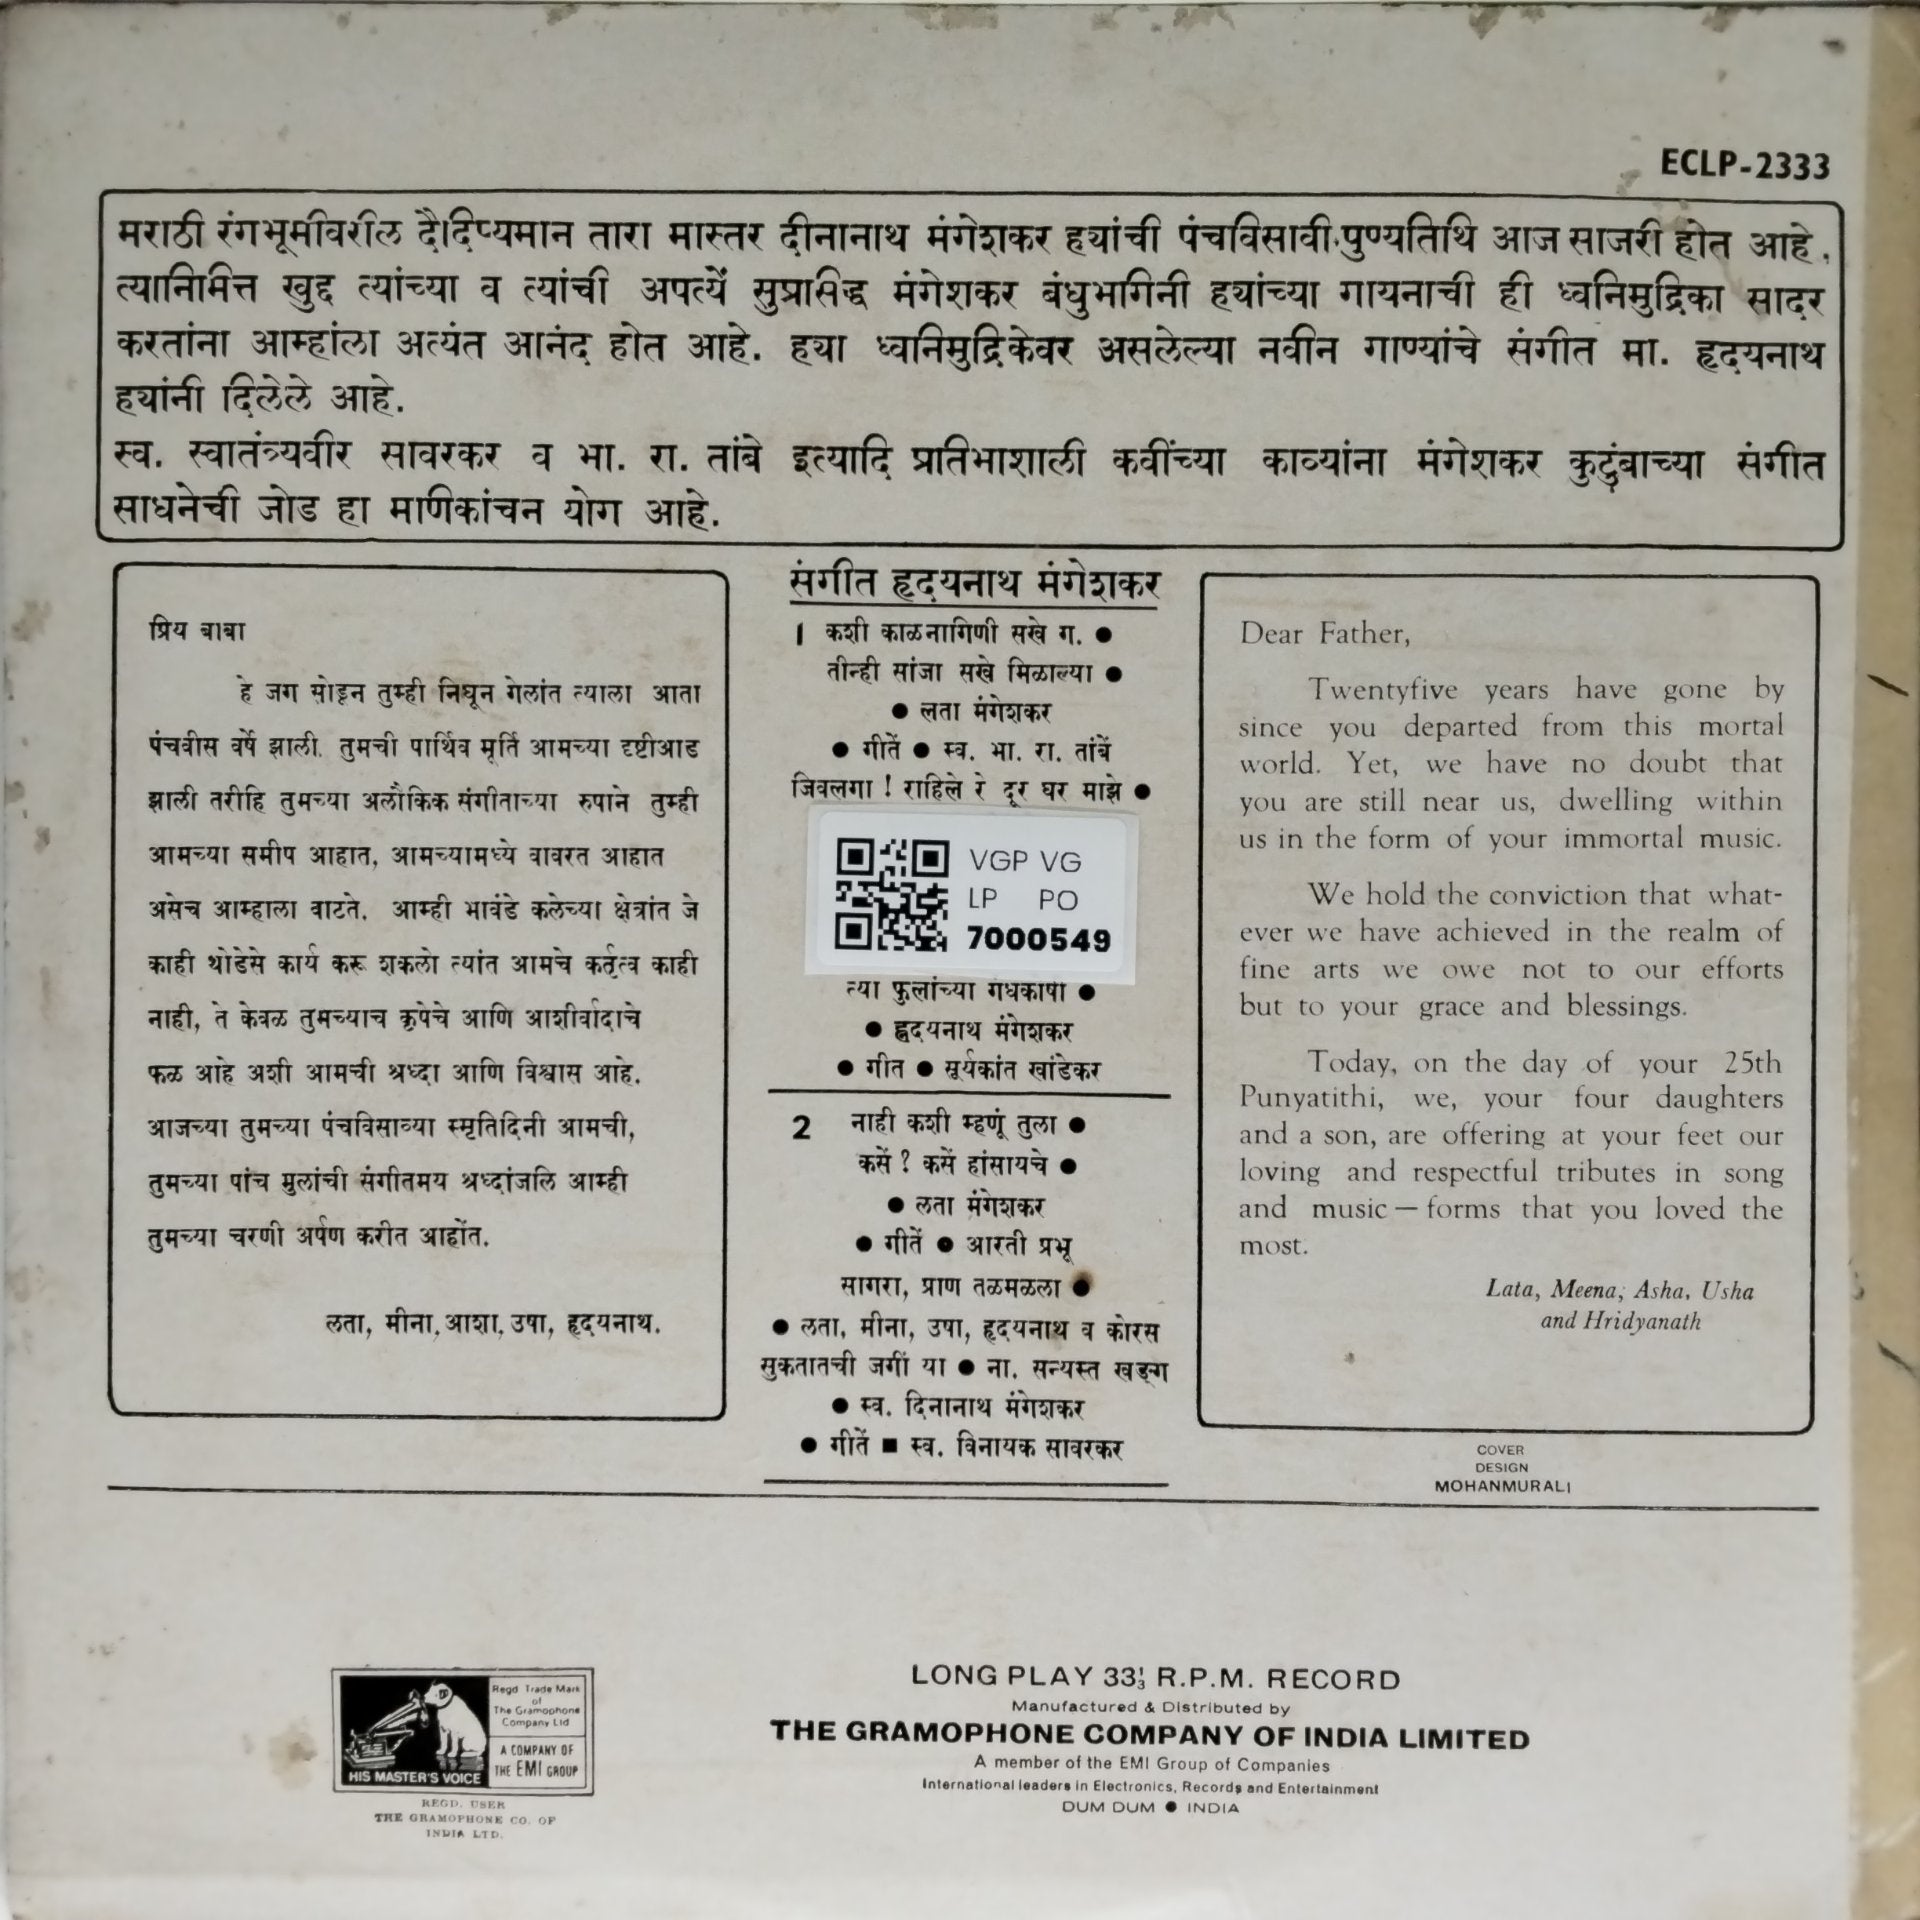 ECLP-2333
मराठी रंगभूमीवरील दैदिप्यमान तारा मास्तर दीनानाथ मंगेशकर ह्यांची पंचविसावी पुण्यतिथि आज साजरी होत आहे.
त्यानिमित्त खुद्द त्यांच्या व त्यांची अपत्यें सुप्रासिद्ध मंगेशकर बंधुभागिनी ह्यांच्या गायनाची ही ध्वनिमुद्रिका सादर
करतांना आम्हांला अत्यंत आनंद होत आहे. ह्या ध्वनिमुद्रिकेवर असलेल्या नवीन गाण्यांचे संगीत मा. हृदयनाथ
ह्यांनी दिलेले आहे.
स्व. स्वातंत्र्यवीर सावरकर व भा. रा. तांबे इत्यादि प्रतिभाशाली कवींच्या काव्यांना मंगेशकर कुटुंबाच्या संगीत
साधनेची जोड हा माणिकांचन योग आहे.
प्रिय बाबा
हे जग सोडून तुम्ही निघून गेलांत त्याला आता
पंचवीस वर्षे झाली. तुमची पार्थिव मूर्ति आमच्या दृष्टीआड
झाली तरीहि तुमच्या अलौकिक संगीताच्या रुपाने तुम्ही
आमच्या समीप आहात, आमच्यामध्ये वावरत आहात
असेच आम्हाला वाटते. आम्ही भावंडे कलेच्या क्षेत्रांत जे
काही थोडेसे कार्य करू शकलो त्यांत आमचे कर्तृत्व काही
नाही, ते केवळ तुमच्याच कृपेचे आणि आशीर्वादाचे
फळ आहे अशी आमची श्रध्दा आणि विश्वास आहे.
आजच्या तुमच्या पंचविसाव्या स्मृतिदिनी आमची,
तुमच्या पांच मुलांची संगीतमय श्रध्दांजलि आम्ही
तुमच्या चरणी अर्पण करीत आहोंत.
लता, मीना, आशा, उषा, हृदयनाथ.
संगीत हृदयनाथ मंगेशकर
1 कशी काळनागिणी सखे ग. ●
तीन्ही सांजा सखे मिळाल्या ●
● लता मंगेशकर
● गीतें ● स्व. भा. रा. तांबें
जिवलगा ! राहिले रे दूर घर माझे ●
VGP VG
LP PO
7000549
त्या फुलांच्या गंधकोषी ●
● हृदयनाथ मंगेशकर
● गीत ● सूर्यकांत खांडेकर
2 नाही कशी म्हणूं तुला ●
कसें ? कसें हांसायचे ●
● लता मंगेशकर
● गीतें ● आरती प्रभू
सागरा, प्राण तळमळला ●
● लता, मीना, उषा, हृदयनाथ व कोरस
सुकतातची जगीं या ● ना. सन्यस्त खड्ग
● स्व. दिनानाथ मंगेशकर
● गीतें ■ स्व. विनायक सावरकर
Dear Father,
Twentyfive years have gone by
since you departed from this mortal
world. Yet, we have no doubt that
you are still near us, dwelling within
us in the form of your immortal music.
We hold the conviction that what-
ever we have achieved in the realm of
fine arts we owe not to our efforts
but to your grace and blessings.
Today, on the day of your 25th
Punyatithi, we, your four daughters
and a son, are offering at your feet our
loving and respectful tributes in song
and music — forms that you loved the
most.
Lata, Meena, Asha, Usha
and Hridyanath
COVER
DESIGN
MOHANMURALI
Regd Trade Mark
of
The Gramophone
Company Ltd
A COMPANY OF
THE EMI GROUP
HIS MASTER'S VOICE
REGD. USER
THE GRAMOPHONE CO. OF
INDIA LTD.
LONG PLAY 33⅓ R.P.M. RECORD
Manufactured & Distributed by
THE GRAMOPHONE COMPANY OF INDIA LIMITED
A member of the EMI Group of Companies
International leaders in Electronics, Records and Entertainment
DUM DUM ● INDIA